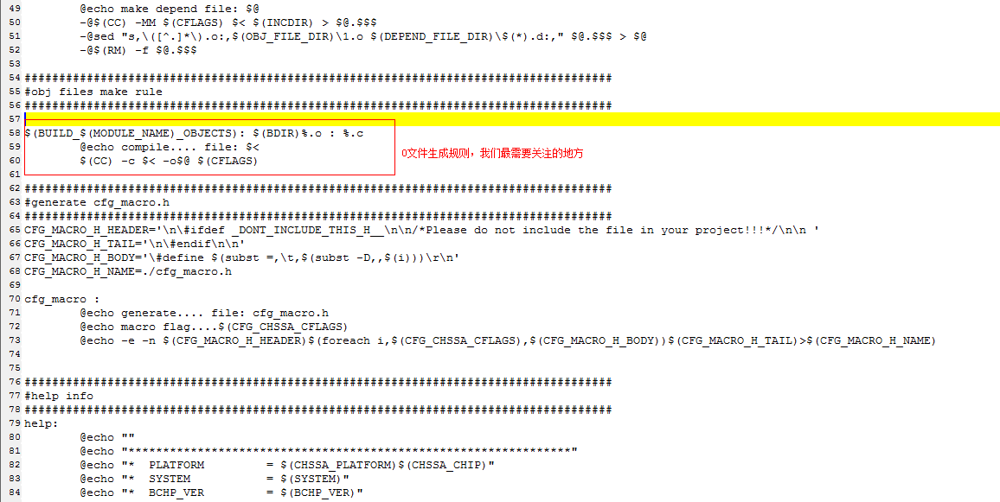 49 @echo make depend file: $@
50 -@$(CC) -MM $(CFLAGS) $< $(INCDIR) > $@.$$$
51 -@sed "s,\([^.]*\).o:,$(OBJ_FILE_DIR)\1.o $(DEPEND_FILE_DIR)\$(*).d:," $@.$$$ > $@
52 -@$(RM) -f $@.$$$
53
54 #####################################################################################
55 #obj files make rule
56 #####################################################################################
57
58 $(BUILD_$(MODULE_NAME)_OBJECTS): $(BDIR)%.o : %.c
59 @echo compile.... file: $<
O文件生成规则，我们最需要关注的地方
60 $(CC) -c $< -o$@ $(CFLAGS)
61
62 #####################################################################################
63 #generate cfg_macro.h
64 #####################################################################################
65 CFG_MACRO_H_HEADER='\n\#ifdef _DONT_INCLUDE_THIS_H__\n\n/*Please do not include the file in your project!!!*/\n\n '
66 CFG_MACRO_H_TAIL='\n\#endif\n\n'
67 CFG_MACRO_H_BODY='\#define $(subst =,\t,$(subst -D,,$(i)))\r\n'
68 CFG_MACRO_H_NAME=./cfg_macro.h
69
70 cfg_macro :
71 @echo generate.... file: cfg_macro.h
72 @echo macro flag....$(CFG_CHSSA_CFLAGS)
73 @echo -e -n $(CFG_MACRO_H_HEADER)$(foreach i,$(CFG_CHSSA_CFLAGS),$(CFG_MACRO_H_BODY))$(CFG_MACRO_H_TAIL)>$(CFG_MACRO_H_NAME)
74
75
76 #####################################################################################
77 #help info
78 #####################################################################################
79 help:
80 @echo ""
81 @echo "****************************************************************"
82 @echo "* PLATFORM = $(CHSSA_PLATFORM)$(CHSSA_CHIP)"
83 @echo "* SYSTEM = $(SYSTEM)"
84 @echo "* BCHP_VER = $(BCHP_VER)"